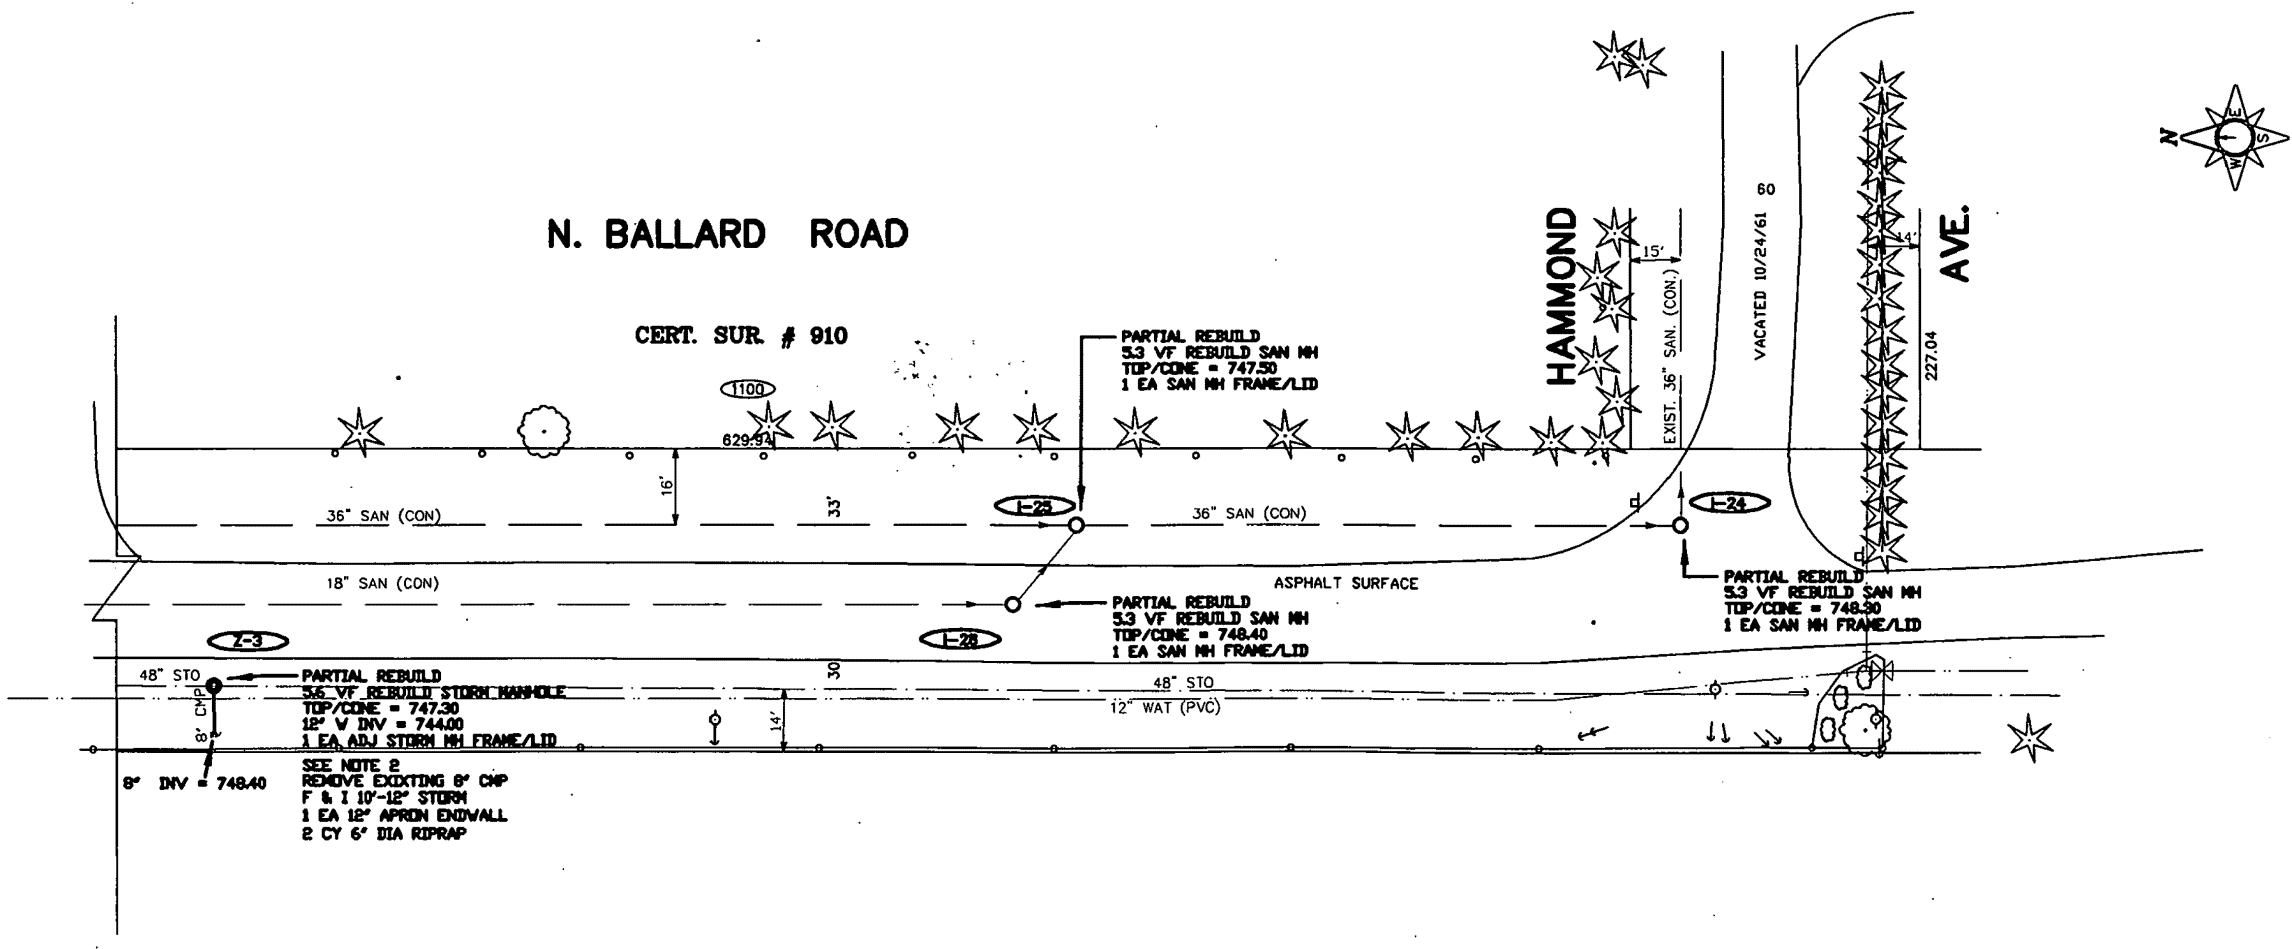 N
E
S
W
N. BALLARD ROAD
HAMMOND
AVE.
15'
EXIST. 36" SAN. (CON.)
VACATED 10/24/61
60
14'
227.04
CERT. SUR. # 910
1100
629.94
PARTIAL REBUILD
5.3 VF REBUILD SAN MH
TOP/CONE = 747.50
1 EA SAN MH FRAME/LID
16'
33'
I-25
36" SAN (CON)
36" SAN (CON)
I-24
18" SAN (CON)
ASPHALT SURFACE
PARTIAL REBUILD
5.3 VF REBUILD SAN MH
TOP/CONE = 748.30
1 EA SAN MH FRAME/LID
PARTIAL REBUILD
5.3 VF REBUILD SAN MH
TOP/CONE = 748.40
1 EA SAN MH FRAME/LID
Z-3
30
48" STO
48" STO
12" WAT (PVC)
14'
8" CMP
PARTIAL REBUILD
5.6 VF REBUILD STORM MANHOLE
TOP/CONE = 747.30
12" W INV = 744.00
1 EA ADJ STORM MH FRAME/LID
SEE NOTE 2
REMOVE EXIXTING 8" CMP
F & I 10'-12" STORM
1 EA 12" APRON ENDWALL
2 CY 6" DIA RIPRAP
8" INV = 748.40